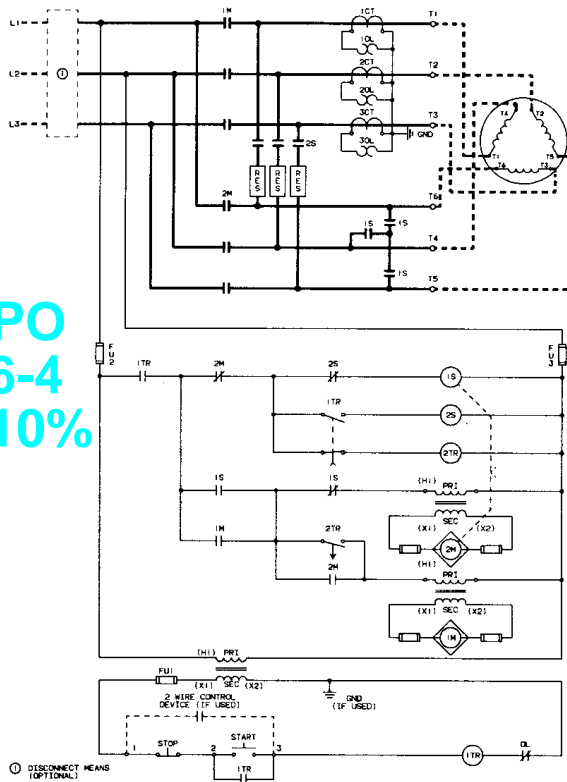 1M
1CT
T1
L1
1OL
2CT
T2
L2
①
2OL
3CT
T3
L3
GND
3OL
2S
T4
T2
T1
T5
T6
T3
RES
RES
RES
2M
T6
1S
1S
T4
1S
T5
PO
6-4
10%
FU2
FU3
1TR
2M
2S
1S
1TR
2S
2TR
1S
1S
(H1) PRI
1M
2TR
SEC
(X1)
(X2)
2M
(H1)
2M
PRI
(X1) SEC (X2)
1M
(H1) PRI
FU1
(X1) SEC (X2)
2 WIRE CONTROL
DEVICE (IF USED)
GND
(IF USED)
1
STOP
2
START
3
1TR
OL
1TR
① DISCONNECT MEANS
(OPTIONAL)